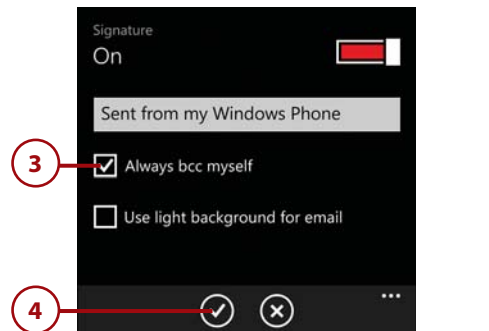 Signature
On
Sent from my Windows Phone
3
Always bcc myself
Use light background for email
4